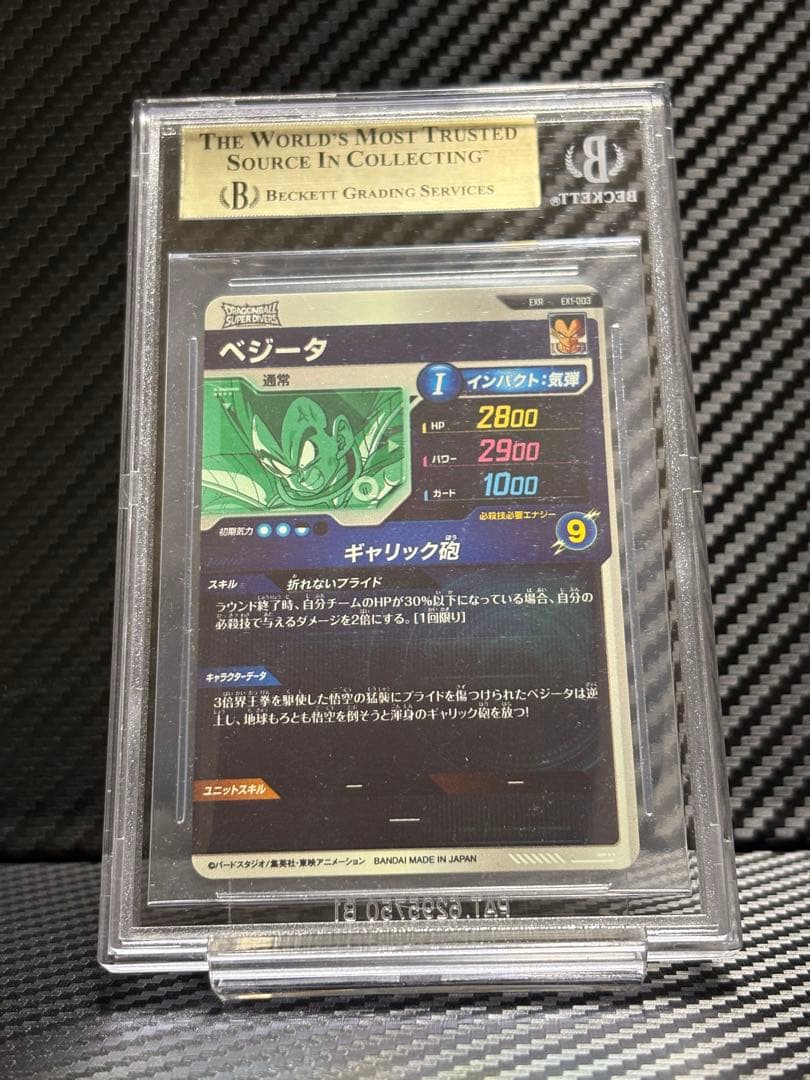 THE WORLD'S MOST TRUSTED
SOURCE IN COLLECTING™
B BECKETT GRADING SERVICES
B
BECKETT®
DRAGONBALL
SUPER DIVERS
EXR EX1-003
ベジータ
通常
I インパクト:気弾
HP 2800
パワー 2900
カード 1000
初期気力
必殺技必要エナジー
9
ギャリック砲
スキル 折れないプライド
ラウンド終了時、自分チームのHPが30%以下になっている場合、自分の
必殺技で与えるダメージを2倍にする。[1回限り]
キャラクターデータ
3倍界王拳を駆使した悟空の猛襲にプライドを傷つけられたベジータは逆
上し、地球もろとも悟空を倒そうと渾身のギャリック砲を放つ!
ユニットスキル
©バードスタジオ/集英社・東映アニメーション BANDAI MADE IN JAPAN
PAT. 6295750 B1